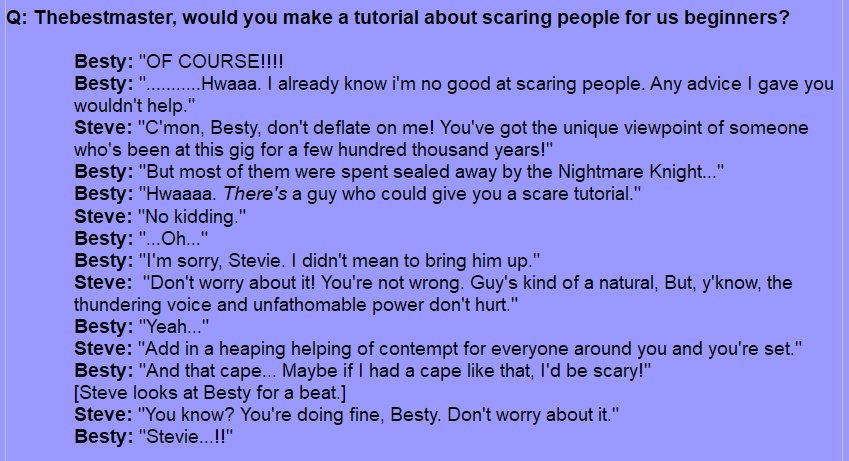 Q: Thebestmaster, would you make a tutorial about scaring people for us beginners?
Besty: "OF COURSE!!!!
Besty: "...........Hwaaa. I already know i'm no good at scaring people. Any advice I gave you
wouldn't help."
Steve: "C'mon, Besty, don't deflate on me! You've got the unique viewpoint of someone
who's been at this gig for a few hundred thousand years!"
Besty: "But most of them were spent sealed away by the Nightmare Knight..."
Besty: "Hwaaaa. There's a guy who could give you a scare tutorial."
Steve: "No kidding."
Besty: "...Oh..."
Besty: "I'm sorry, Stevie. I didn't mean to bring him up."
Steve:  "Don't worry about it! You're not wrong. Guy's kind of a natural, But, y'know, the
thundering voice and unfathomable power don't hurt."
Besty: "Yeah..."
Steve: "Add in a heaping helping of contempt for everyone around you and you're set."
Besty: "And that cape... Maybe if I had a cape like that, I'd be scary!"
[Steve looks at Besty for a beat.]
Steve: "You know? You're doing fine, Besty. Don't worry about it."
Besty: "Stevie...!!"